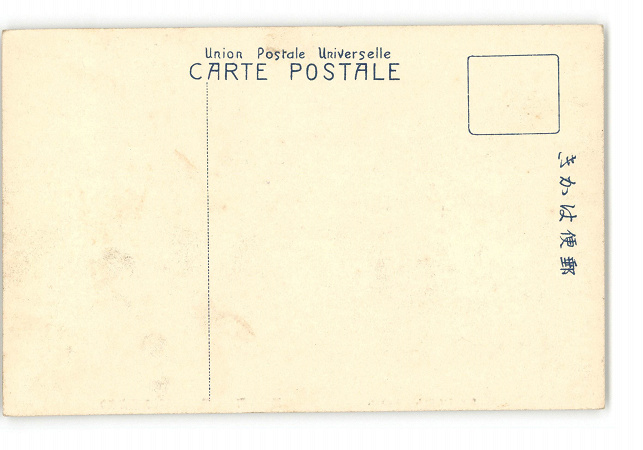 Union Postale Universelle
CARTE POSTALE
郵便はかき